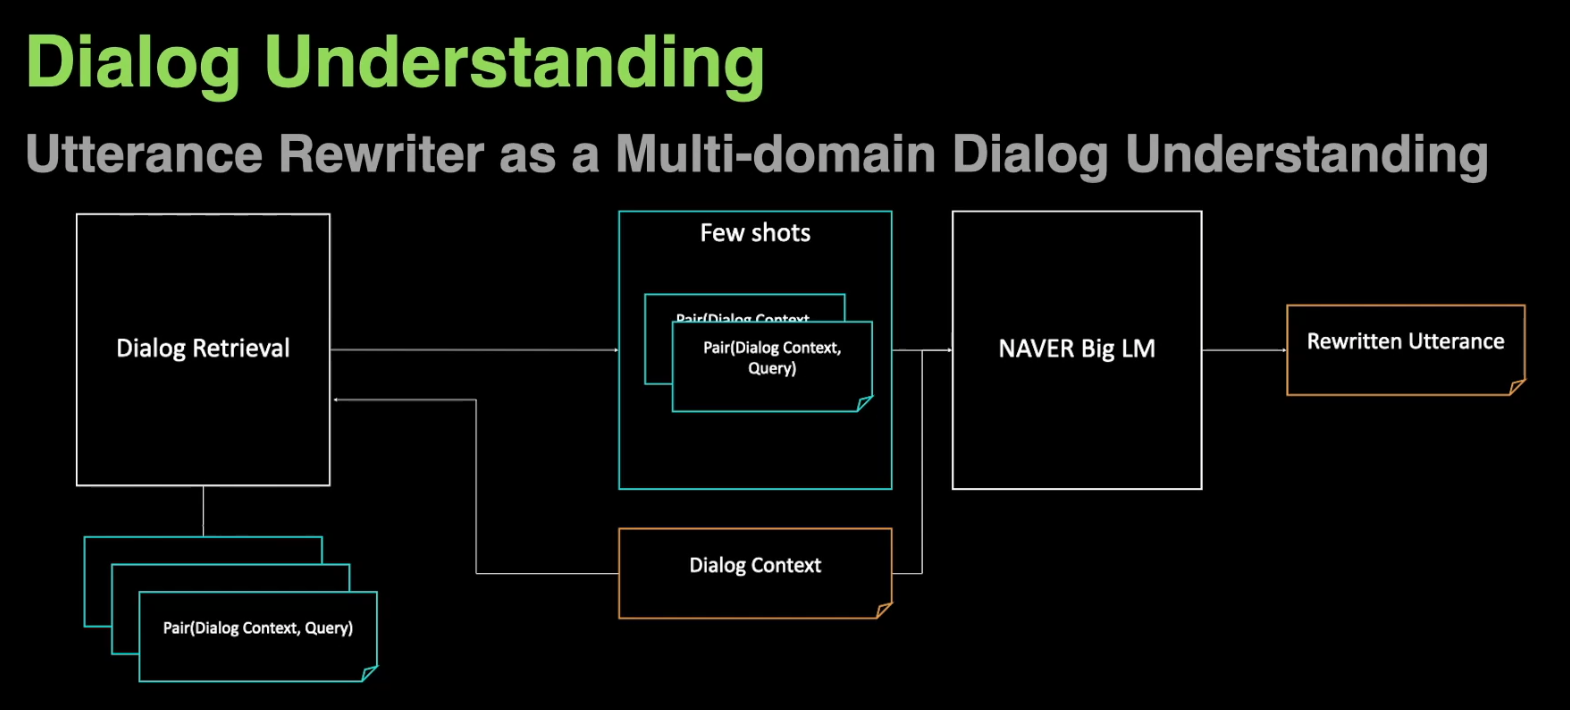 Dialog Understanding
Utterance Rewriter as a Multi-domain Dialog Understanding
Dialog Retrieval
Few shots
Pair(Dialog Context,
Pair(Dialog Context,
Query)
NAVER Big LM
Rewritten Utterance
Dialog Context
Pair(Dialog Context, Query)